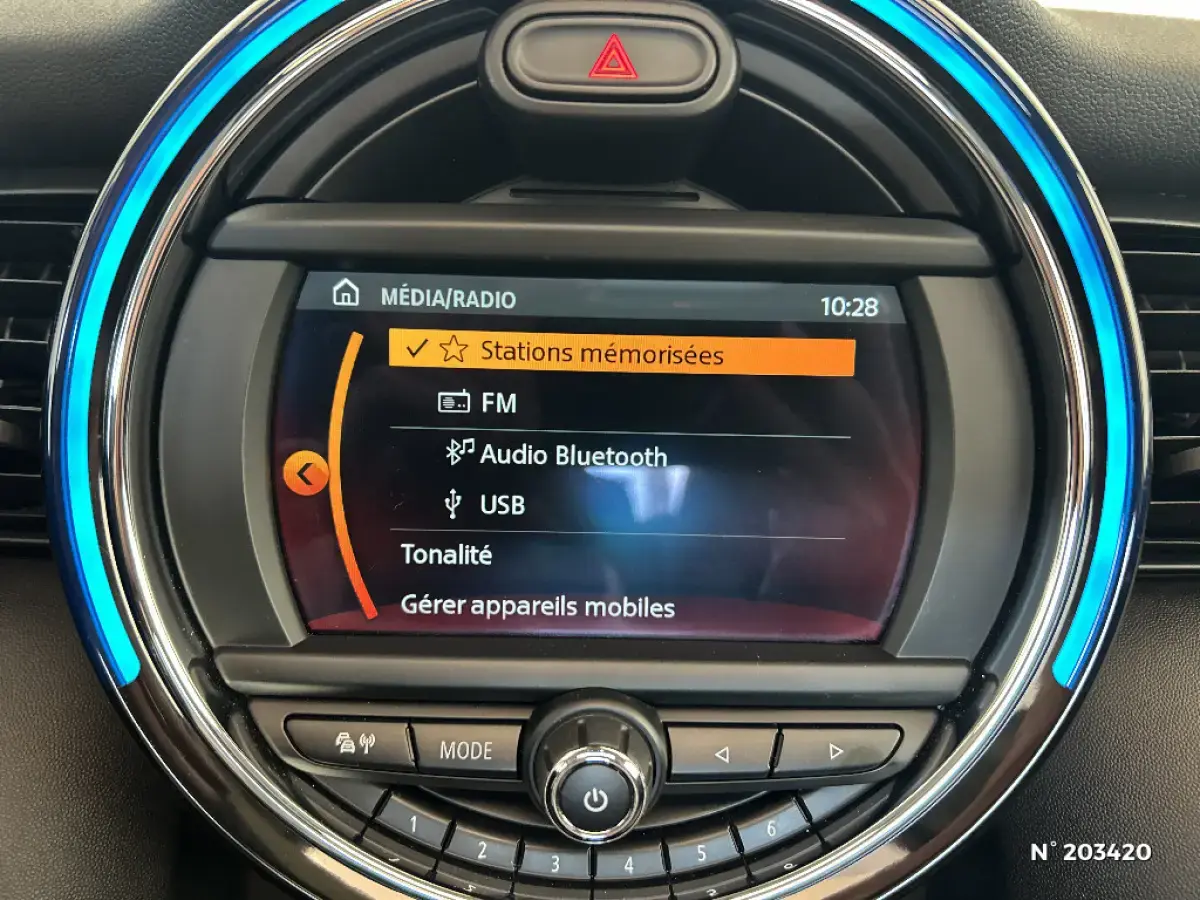 MÉDIA/RADIO 10:28
Stations mémorisées
FM
Audio Bluetooth
USB
Tonalité
Gérer appareils mobiles
MODE
1 2 3 4 5 6
N° 203420